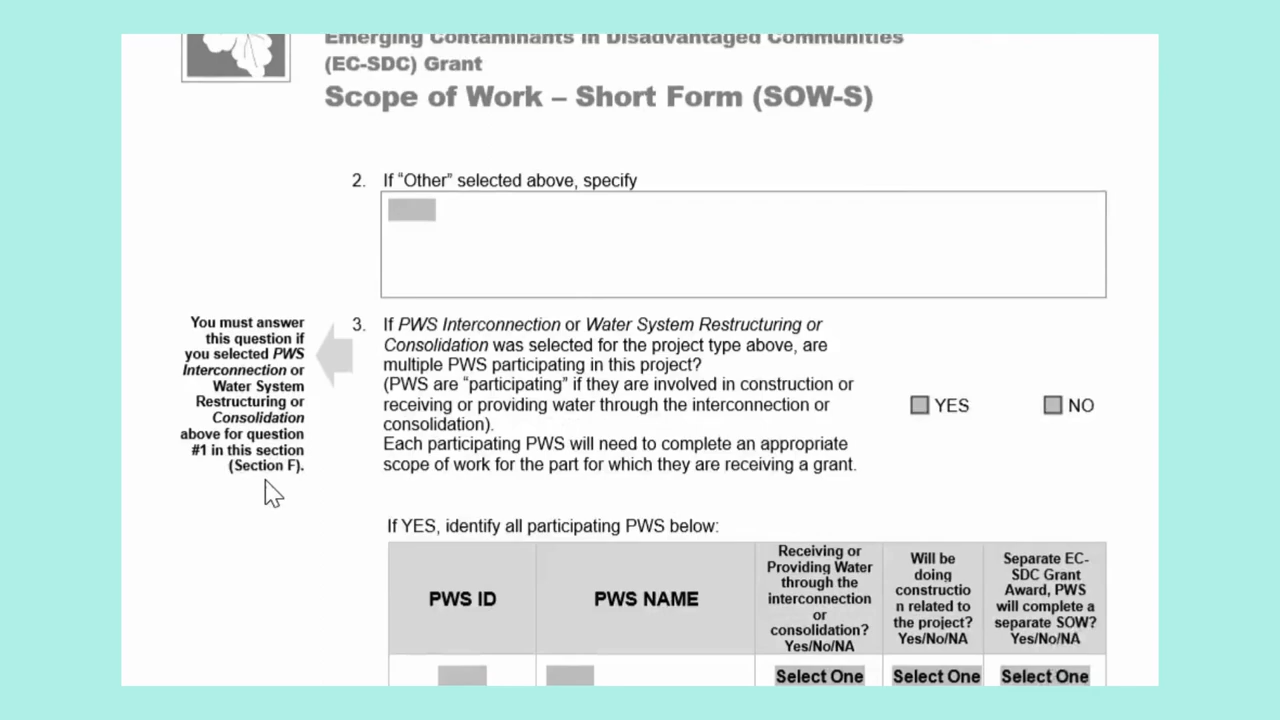 Emerging Contaminants in Disadvantaged Communities
(EC-SDC) Grant
Scope of Work – Short Form (SOW-S)
2. If “Other” selected above, specify
You must answer
this question if
you selected PWS
Interconnection or
Water System
Restructuring or
Consolidation
above for question
#1 in this section
(Section F).
3. If PWS Interconnection or Water System Restructuring or
Consolidation was selected for the project type above, are
multiple PWS participating in this project?
(PWS are “participating” if they are involved in construction or
receiving or providing water through the interconnection or
consolidation).
Each participating PWS will need to complete an appropriate
scope of work for the part for which they are receiving a grant.
YES NO
If YES, identify all participating PWS below:
PWS ID
PWS NAME
Receiving or
Providing Water
through the
interconnection
or
consolidation?
Yes/No/NA
Will be
doing
constructio
n related to
the project?
Yes/No/NA
Separate EC-
SDC Grant
Award, PWS
will complete a
separate SOW?
Yes/No/NA
Select One Select One Select One